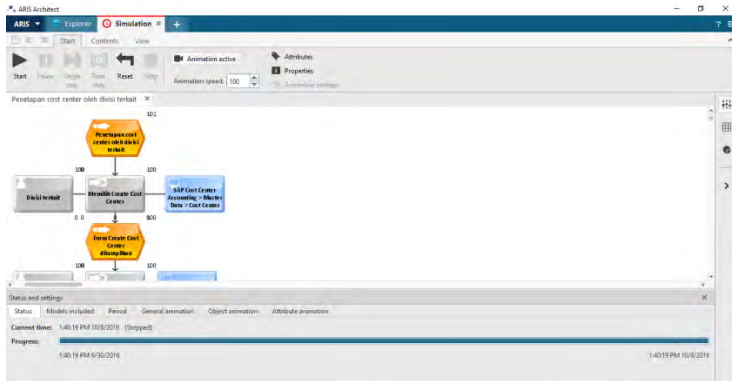 ARIS Architect
ARIS Explorer Simulation × +
Start Contents View
Start Pause Single step Time step Reset Stop
Animation active
Animation speed: 100
Attributes
Properties
Animation settings
Penetapan cost center oleh divisi terkait ×
101
Penetapan cost
center oleh divisi
terkait
100 100
Divisi terkait
Memilih Create Cost
Center
SAP Cost Center
Accounting > Master
Data > Cost Center
0 0
Form Create Cost
Center
ditampilkan
100 100
Status and settings
Status Models included Period General animation Object animation Attribute animation
Current time: 1:40:19 PM 10/8/2016 (Stopped)
Progress:
1:40:19 PM 6/30/2016 1:40:19 PM 10/8/2016